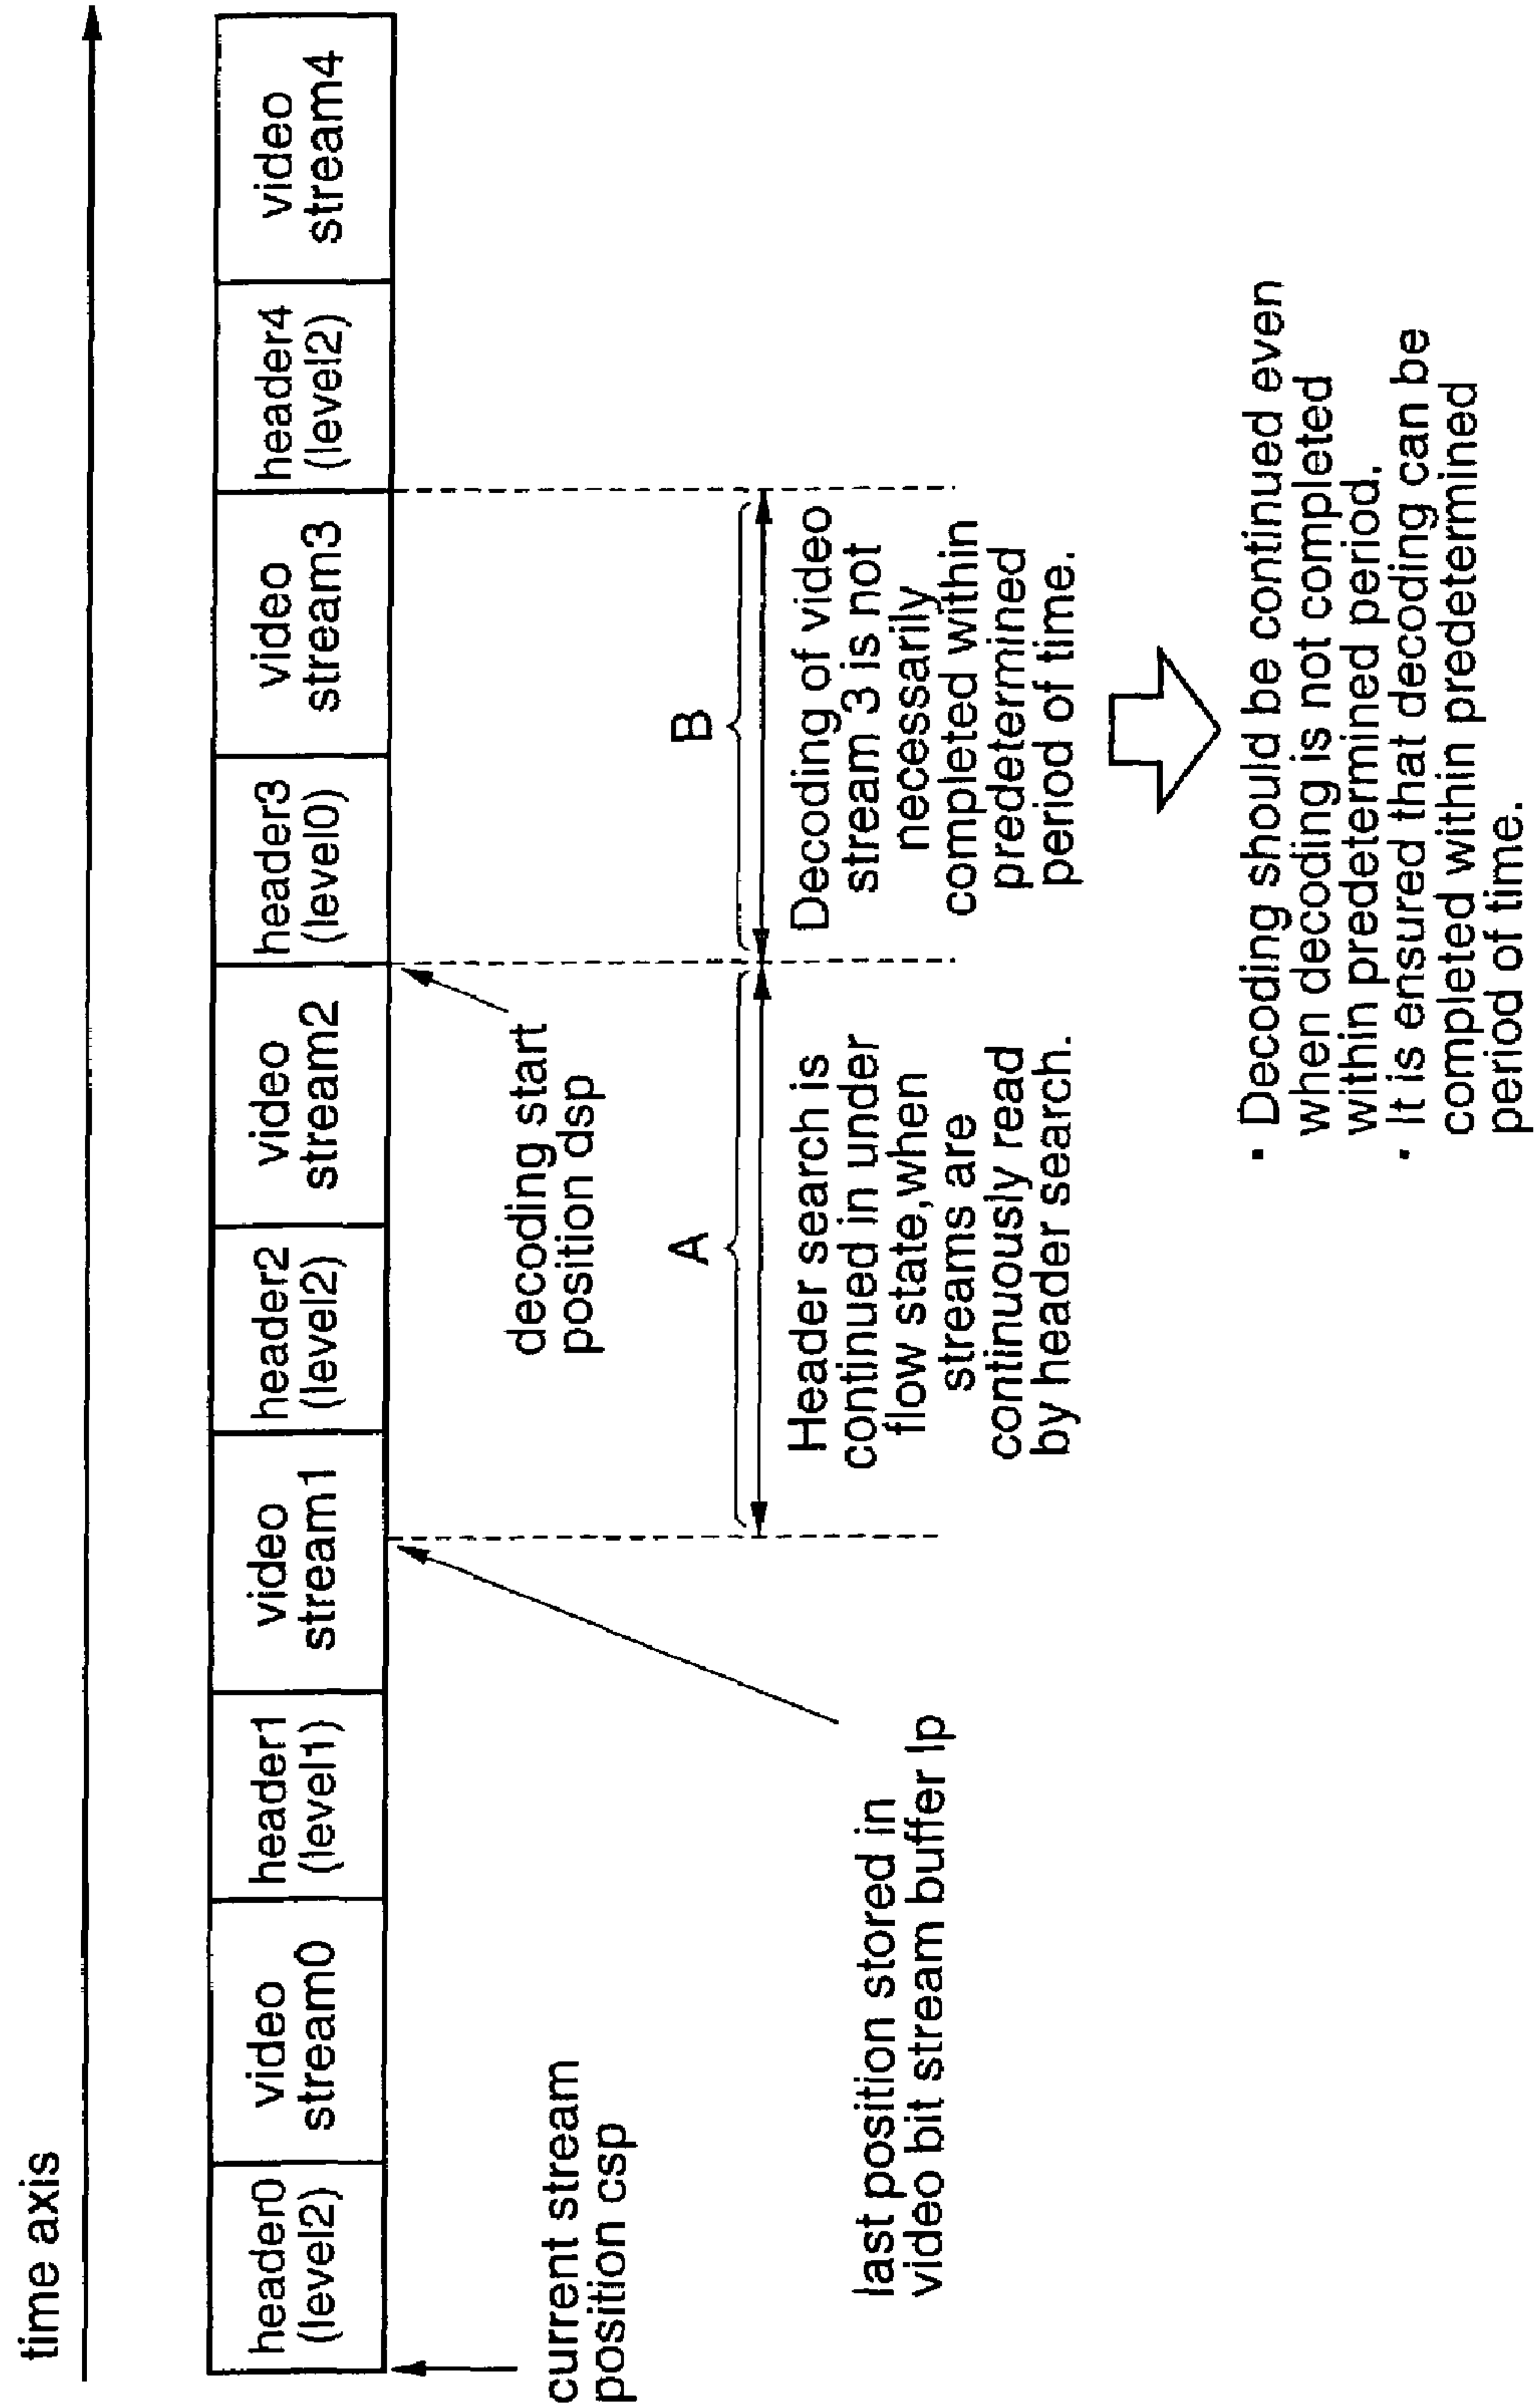 time axis
header0
(level2)
video
stream0
header1
(level1)
video
stream1
header2
(level2)
video
stream2
header3
(level0)
video
stream3
header4
(level2)
video
stream4
current stream
position csp
last position stored in
video bit stream buffer lp
decoding start
position dsp
A
Header search is
continued in under
flow state,when
streams are
continuously read
by header search.
B
Decoding of video
stream 3 is not
necessarily
completed within
predetermined
period of time.
· Decoding should be continued even
when decoding is not completed
within predetermined period.
· It is ensured that decoding can be
completed within predetermined
period of time.